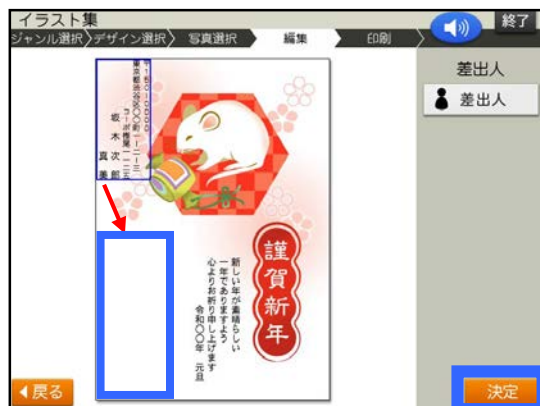 イラスト集
終了
ジャンル選択
デザイン選択
写真選択
編集
印刷
差出人
差出人
〒150-0000
東京都渋谷区〇〇町一-二-三
坂木 次郎
真美
謹賀新年
新しい年が素晴らしい
一年でありますよう
心よりお祈り申し上げます
令和〇〇年 元旦
戻る
決定